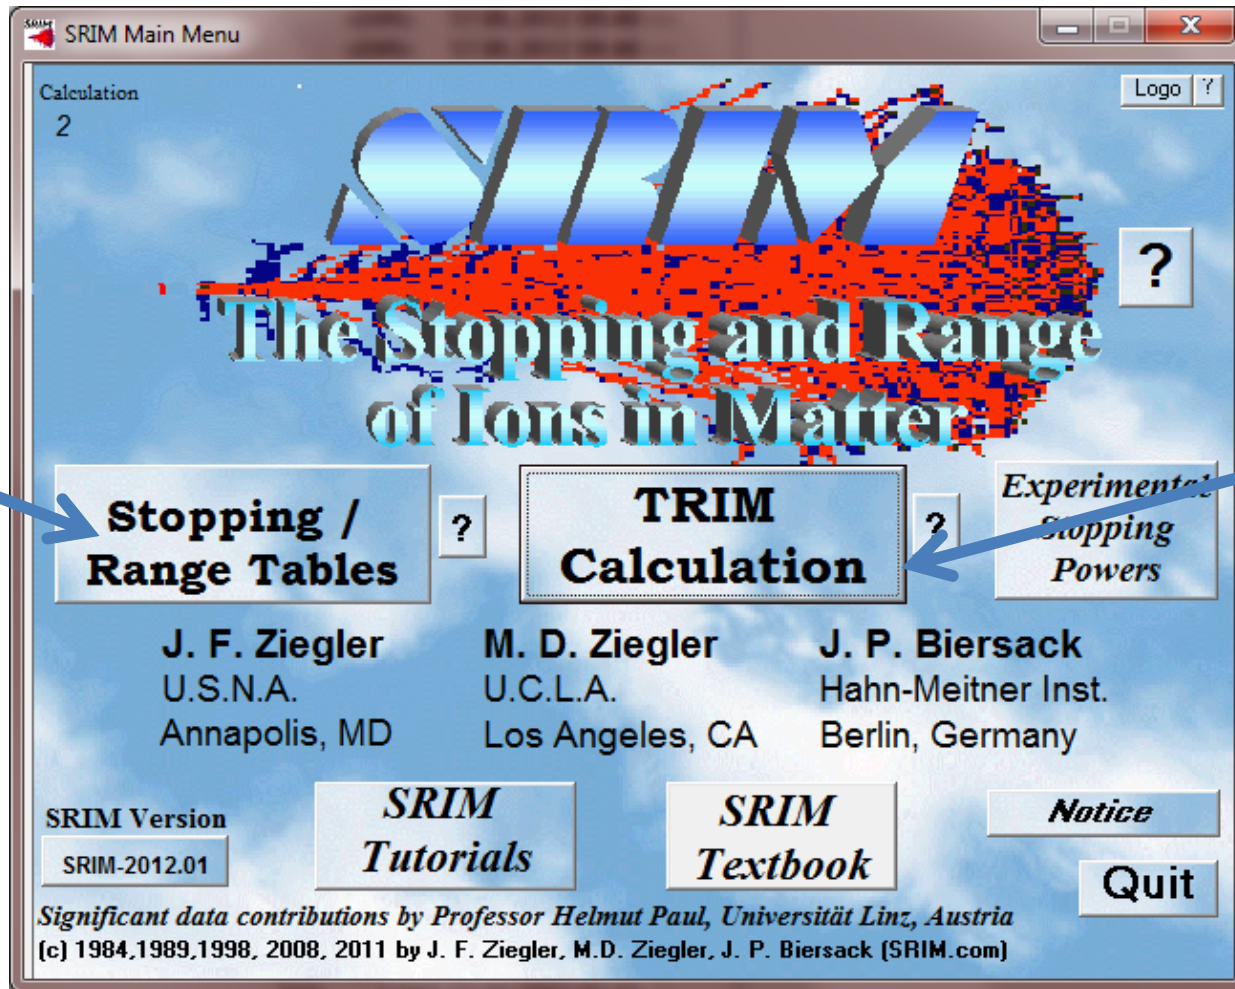 SRIM Main Menu
Calculation
2
Logo ?
SRIM
?
The Stopping and Range
of Ions in Matter
Stopping /
Range Tables
?
TRIM
Calculation
?
Experimental
Stopping
Powers
J. F. Ziegler
U.S.N.A.
Annapolis, MD
M. D. Ziegler
U.C.L.A.
Los Angeles, CA
J. P. Biersack
Hahn-Meitner Inst.
Berlin, Germany
SRIM Version
SRIM-2012.01
SRIM
Tutorials
SRIM
Textbook
Notice
Quit
Significant data contributions by Professor Helmut Paul, Universität Linz, Austria
(c) 1984,1989,1998, 2008, 2011 by J. F. Ziegler, M.D. Ziegler, J. P. Biersack (SRIM.com)